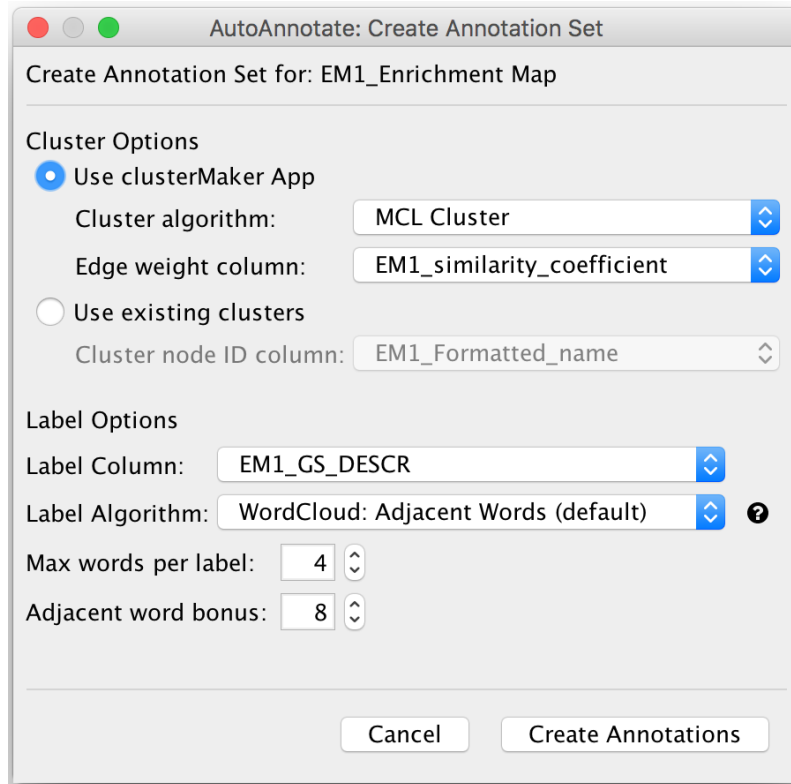 AutoAnnotate: Create Annotation Set
Create Annotation Set for: EM1_Enrichment Map
Cluster Options
Use clusterMaker App
Cluster algorithm: MCL Cluster
Edge weight column: EM1_similarity_coefficient
Use existing clusters
Cluster node ID column: EM1_Formatted_name
Label Options
Label Column: EM1_GS_DESCR
Label Algorithm: WordCloud: Adjacent Words (default) ?
Max words per label: 4
Adjacent word bonus: 8
Cancel Create Annotations